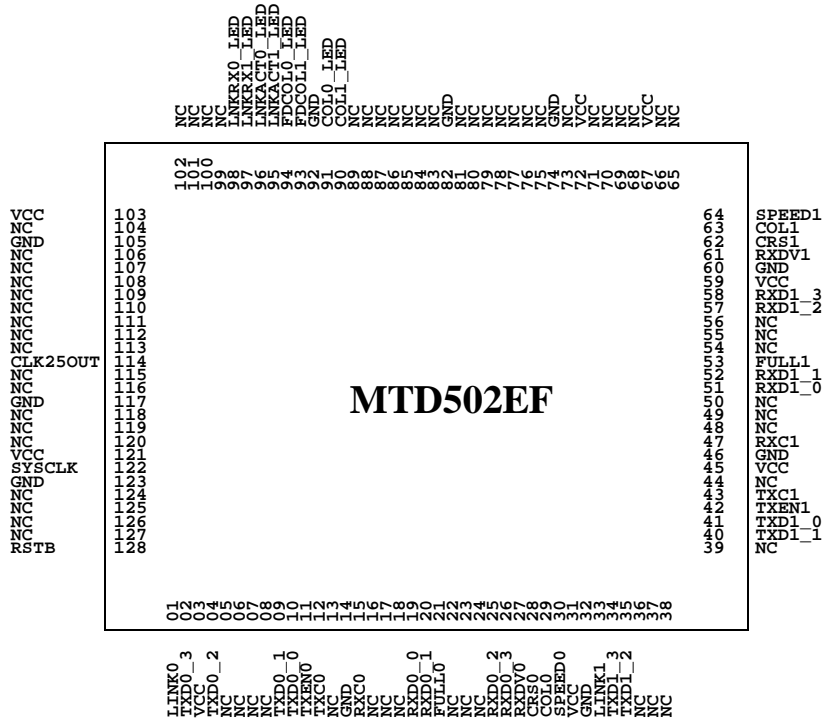 NC
NC
NC
NC
LNKRX0_LED
LNKRX1_LED
LNKACT0_LED
LNKACT1_LED
FDCOL0_LED
FDCOL1_LED
GND
COL0_LED
COL1_LED
NC
NC
NC
NC
NC
NC
NC
GND
NC
NC
NC
NC
NC
NC
NC
GND
NC
VCC
NC
NC
NC
NC
VCC
NC
NC
102
101
100
99
98
97
96
95
94
93
92
91
90
89
88
87
86
85
84
83
82
81
80
79
78
77
76
75
74
73
72
71
70
69
68
67
66
65
VCC 103
NC 104
GND 105
NC 106
NC 107
NC 108
NC 109
NC 110
NC 111
NC 112
NC 113
CLK25OUT 114
NC 115
NC 116
GND 117
NC 118
NC 119
NC 120
VCC 121
SYSCLK 122
GND 123
NC 124
NC 125
NC 126
NC 127
RSTB 128
MTD502EF
64 SPEED1
63 COL1
62 CRS1
61 RXDV1
60 GND
59 VCC
58 RXD1_3
57 RXD1_2
56 NC
55 NC
54 NC
53 FULL1
52 RXD1_1
51 RXD1_0
50 NC
49 NC
48 NC
47 RXC1
46 GND
45 VCC
44 NC
43 TXC1
42 TXEN1
41 TXD1_0
40 TXD1_1
39 NC
01
02
03
04
05
06
07
08
09
10
11
12
13
14
15
16
17
18
19
20
21
22
23
24
25
26
27
28
29
30
31
32
33
34
35
36
37
38
LINK0
TXD0_3
VCC
TXD0_2
NC
NC
NC
NC
TXD0_1
TXD0_0
TXEN0
TXC0
NC
GND
RXC0
NC
NC
NC
RXD0_0
RXD0_1
FULL0
NC
NC
NC
RXD0_2
RXD0_3
RXDV0
CRS0
COL0
SPEED0
VCC
GND
LINK1
TXD1_3
TXD1_2
NC
NC
NC